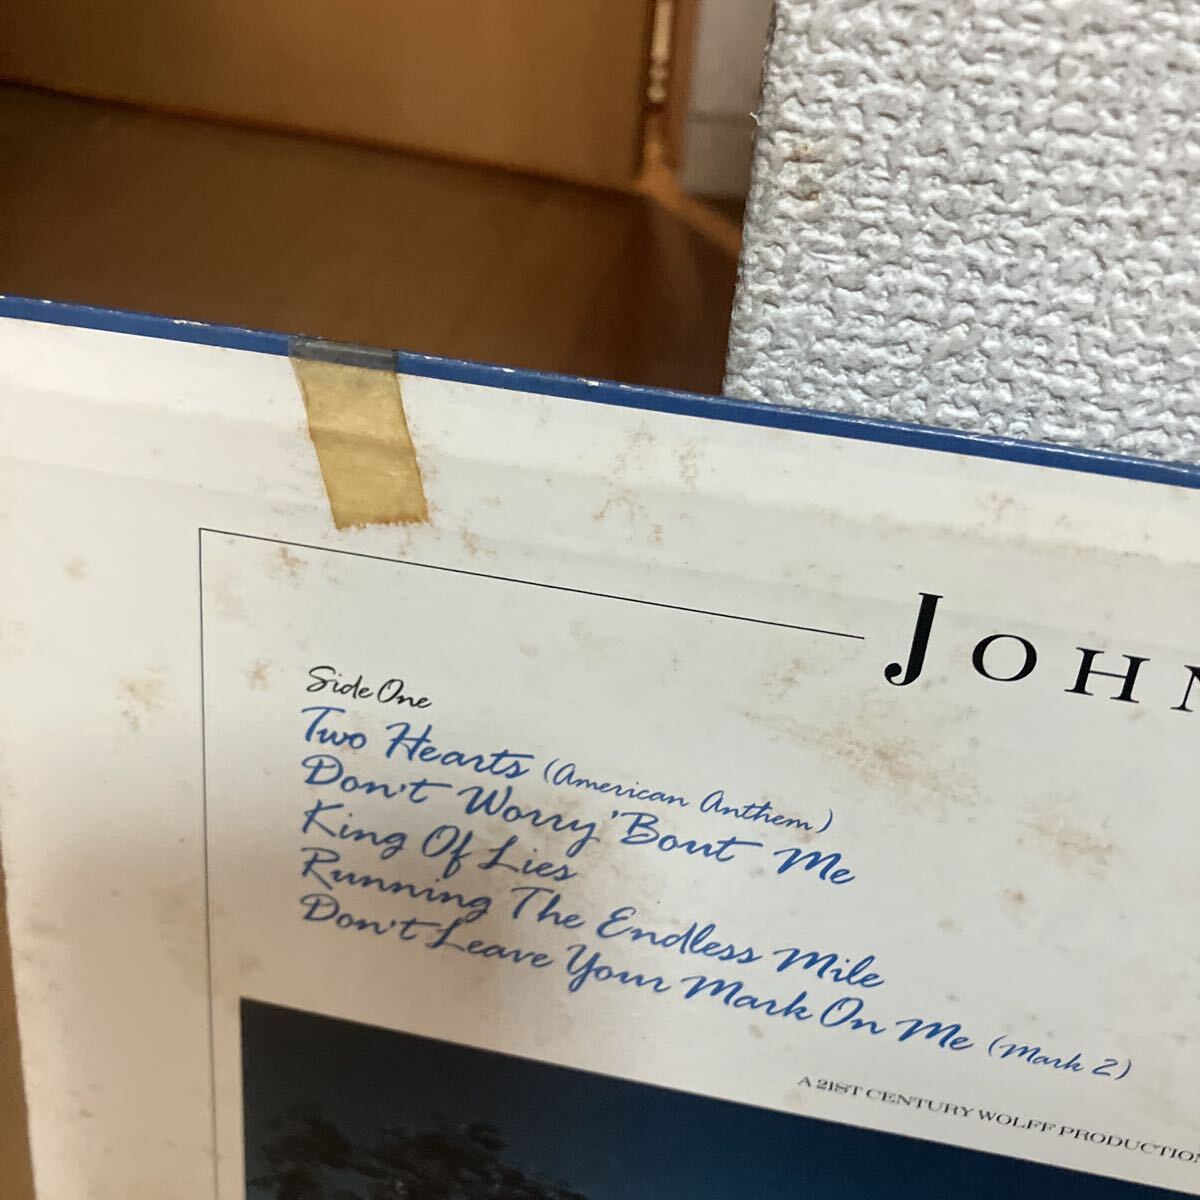 JOHN
Side One
Two Hearts (American Anthem)
Don't Worry 'Bout Me
King Of Lies
Running The Endless Mile
Don't Leave Your Mark On Me (Mark 2)
A 21ST CENTURY WOLFF PRODUCTION